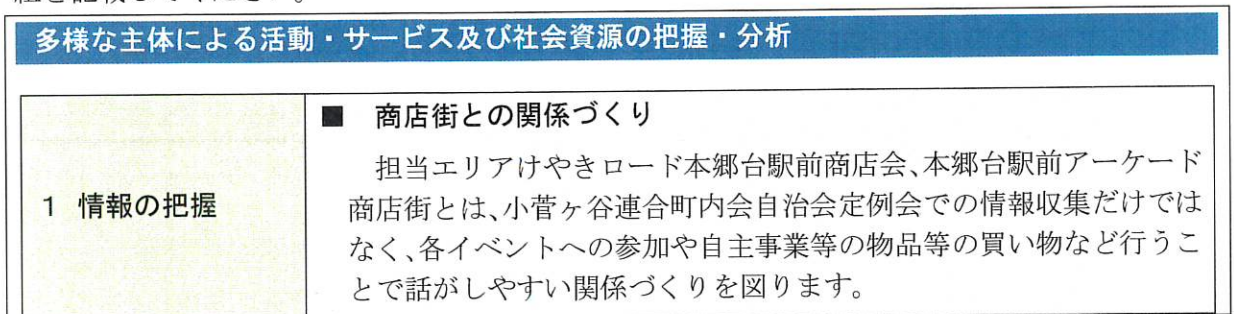 多様な主体による活動・サービス及び社会資源の把握・分析
1 情報の把握
■ 商店街との関係づくり
担当エリアけやきロード本郷台駅前商店会、本郷台駅前アーケード
商店街とは、小菅ヶ谷連合町内会自治会定例会での情報収集だけでは
なく、各イベントへの参加や自主事業等の物品等の買い物など行うこ
とで話がしやすい関係づくりを図ります。